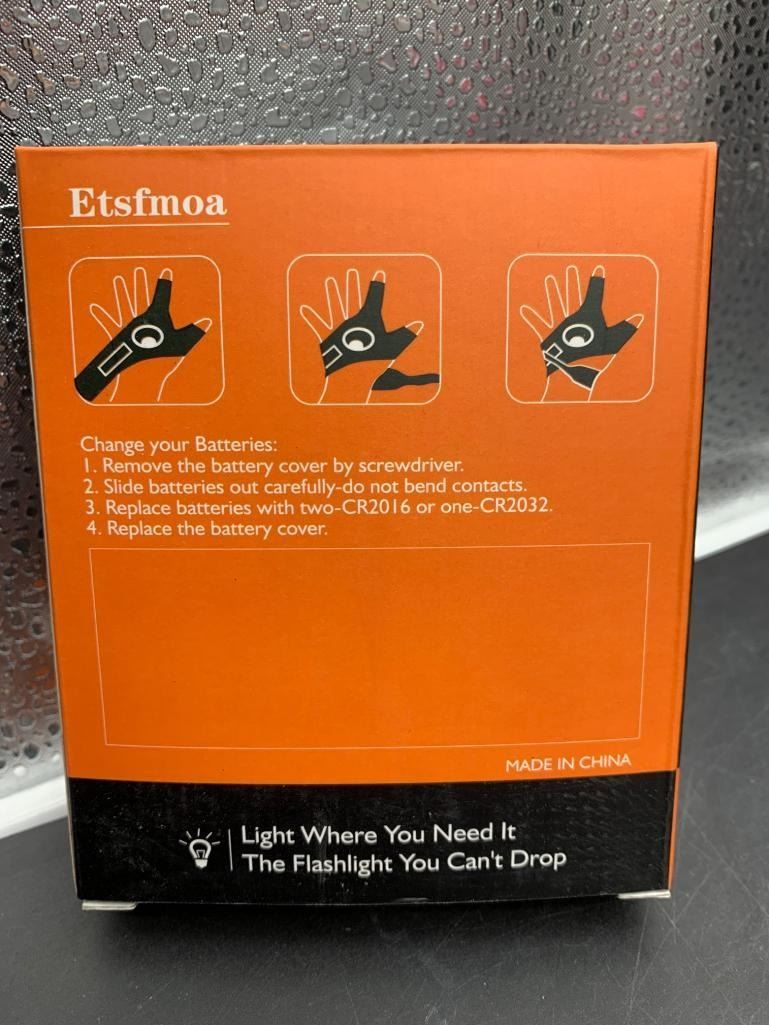 Etsfmoa
Change your Batteries:
1. Remove the battery cover by screwdriver.
2. Slide batteries out carefully-do not bend contacts.
3. Replace batteries with two-CR2016 or one-CR2032.
4. Replace the battery cover.
MADE IN CHINA
Light Where You Need It
The Flashlight You Can't Drop